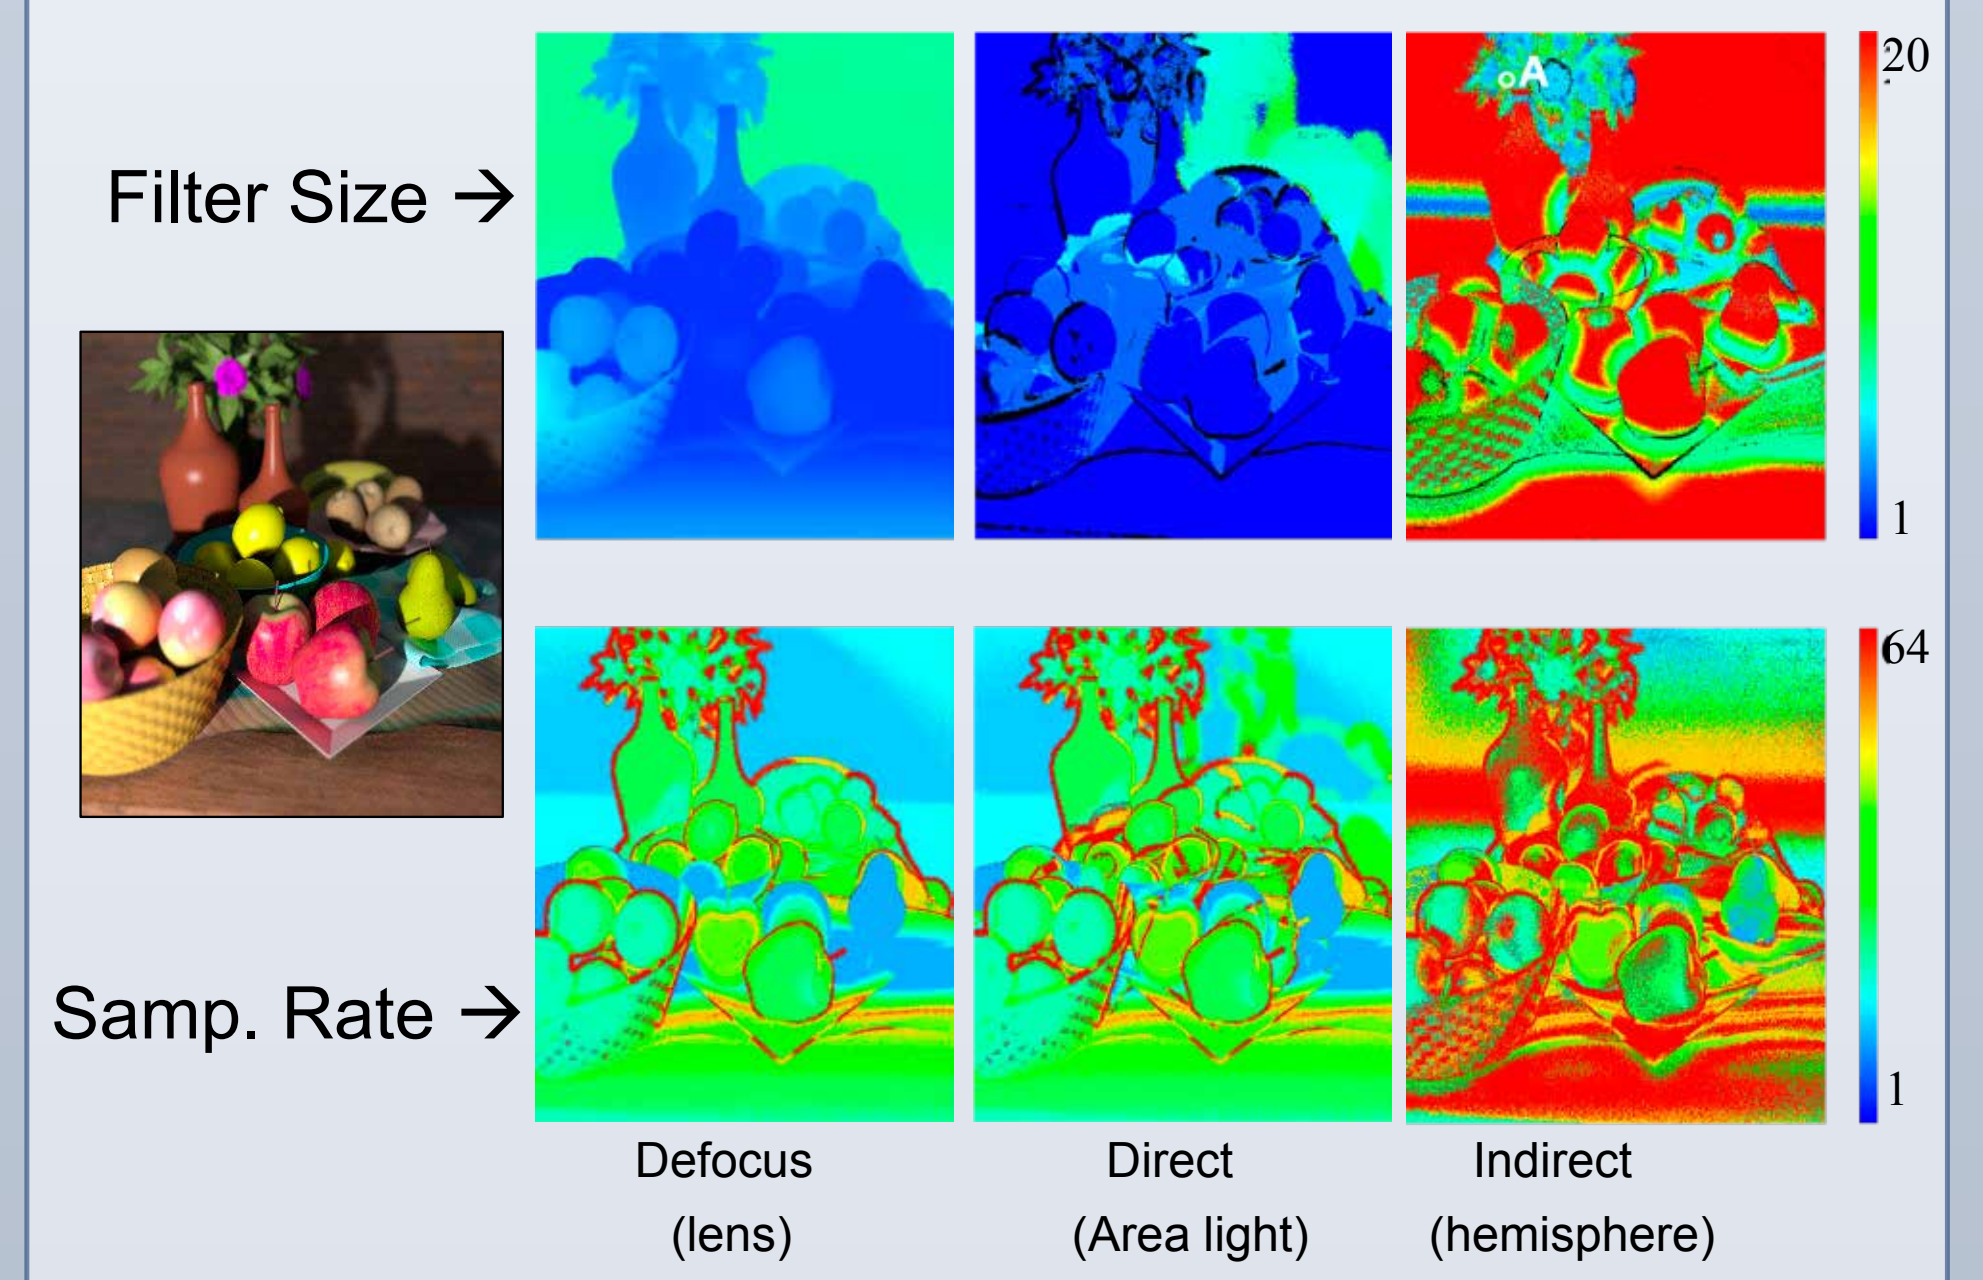 A
20
Filter Size →
1
64
Samp. Rate →
1
Defocus Direct Indirect
(lens) (Area light) (hemisphere)